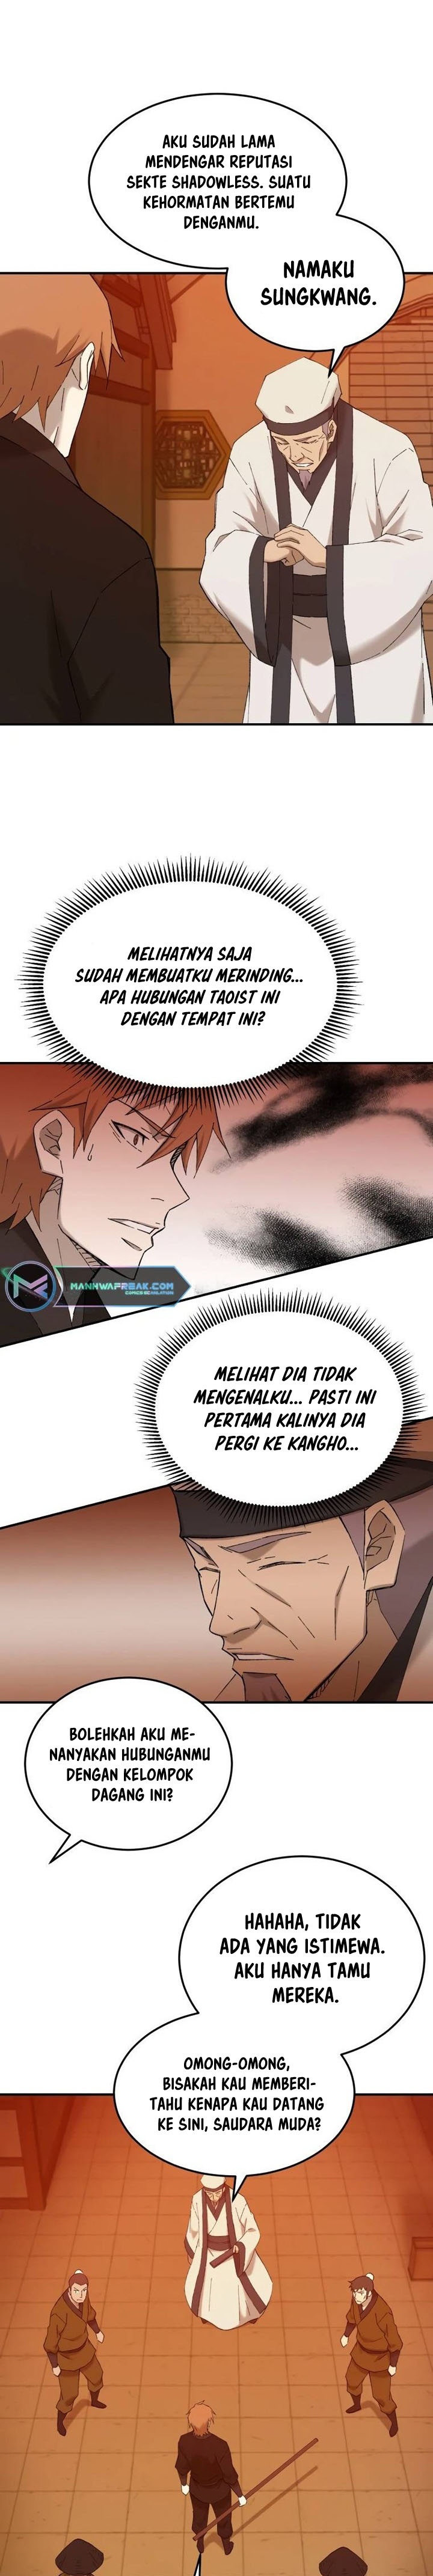 AKU SUDAH LAMA
MENDENGAR REPUTASI
SEKTE SHADOWLESS. SUATU
KEHORMATAN BERTEMU
DENGANMU.
NAMAKU
SUNGKWANG.
MELIHATNYA SAJA
SUDAH MEMBUATKU MERINDING...
APA HUBUNGAN TAOIST INI
DENGAN TEMPAT INI?
MANHWAFREAK.COM
COMICS SCANLATION
MELIHAT DIA TIDAK
MENGENALKU... PASTI INI
PERTAMA KALINYA DIA
PERGI KE KANGHO...
BOLEHKAH AKU ME-
NANYAKAN HUBUNGANMU
DENGAN KELOMPOK
DAGANG INI?
HAHAHA, TIDAK
ADA YANG ISTIMEWA.
AKU HANYA TAMU
MEREKA.
OMONG-OMONG,
BISAKAH KAU MEMBERI-
TAHU KENAPA KAU DATANG
KE SINI, SAUDARA MUDA?